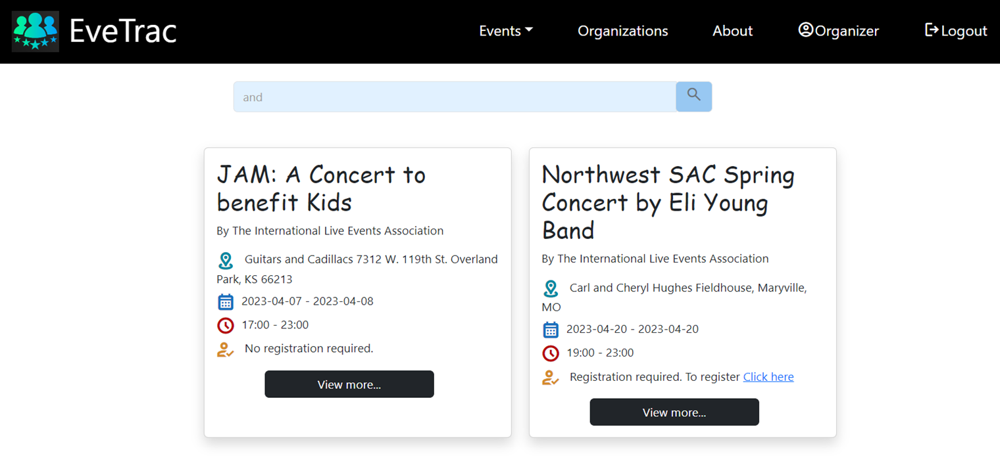 EveTrac
Events
Organizations
About
Organizer
Logout
and
JAM: A Concert to
benefit Kids
By The International Live Events Association
Guitars and Cadillacs 7312 W. 119th St. Overland
Park, KS 66213
2023-04-07 - 2023-04-08
17:00 - 23:00
No registration required.
View more...
Northwest SAC Spring
Concert by Eli Young
Band
By The International Live Events Association
Carl and Cheryl Hughes Fieldhouse, Maryville,
MO
2023-04-20 - 2023-04-20
19:00 - 23:00
Registration required. To register Click here
View more...